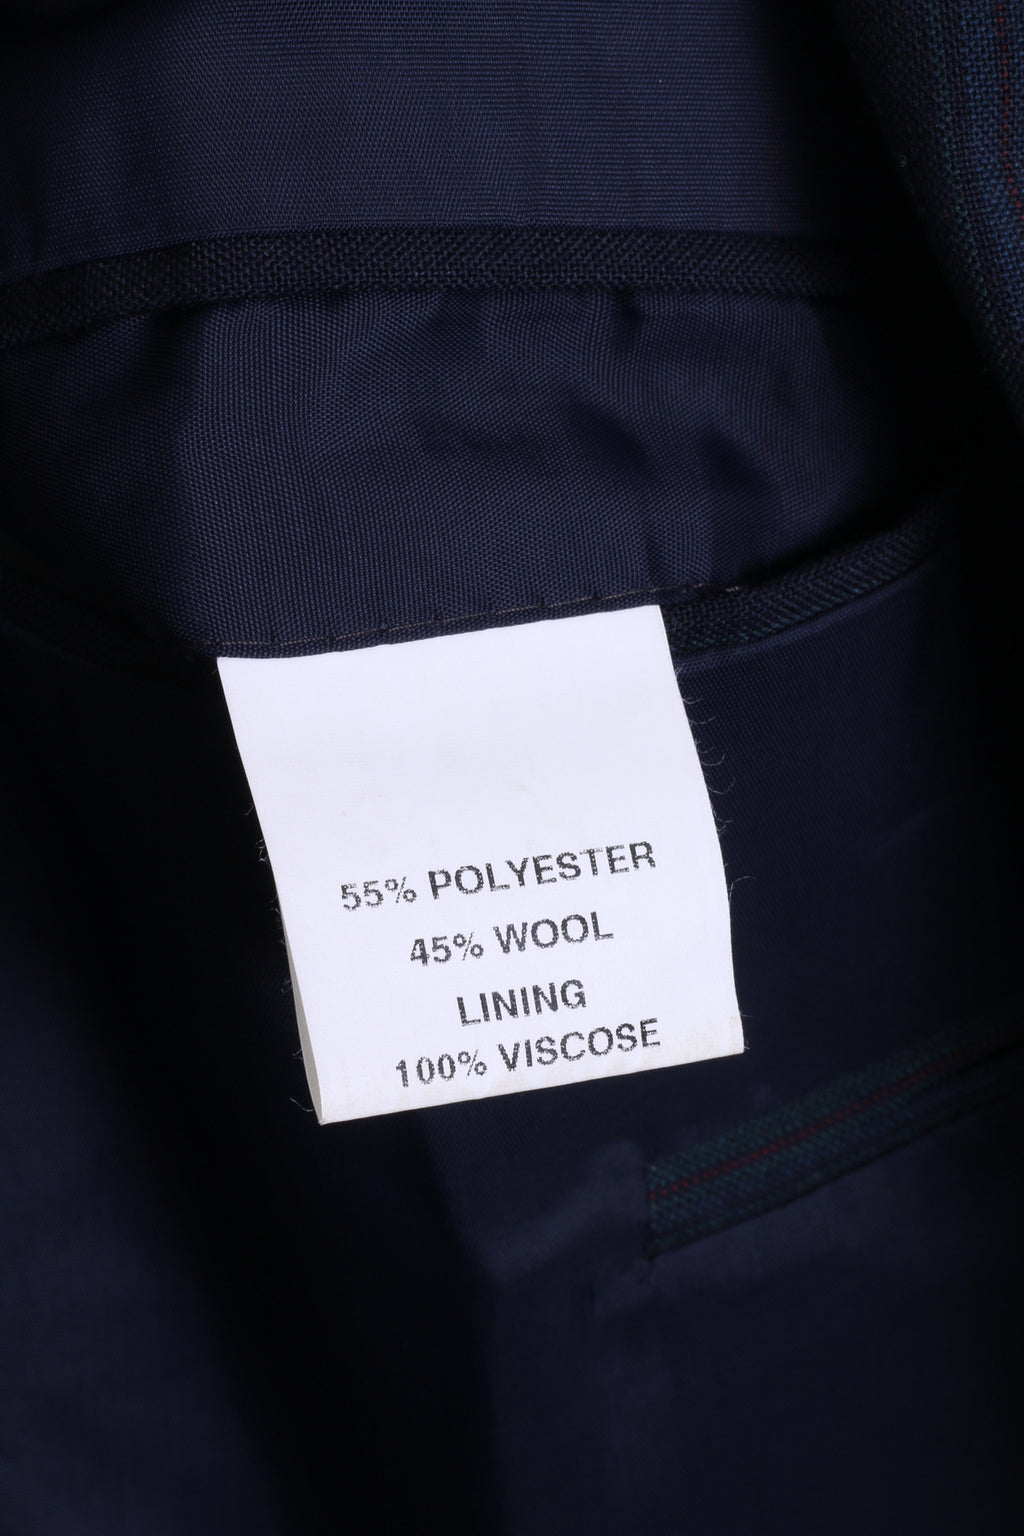 55% POLYESTER
45% WOOL
LINING
100% VISCOSE